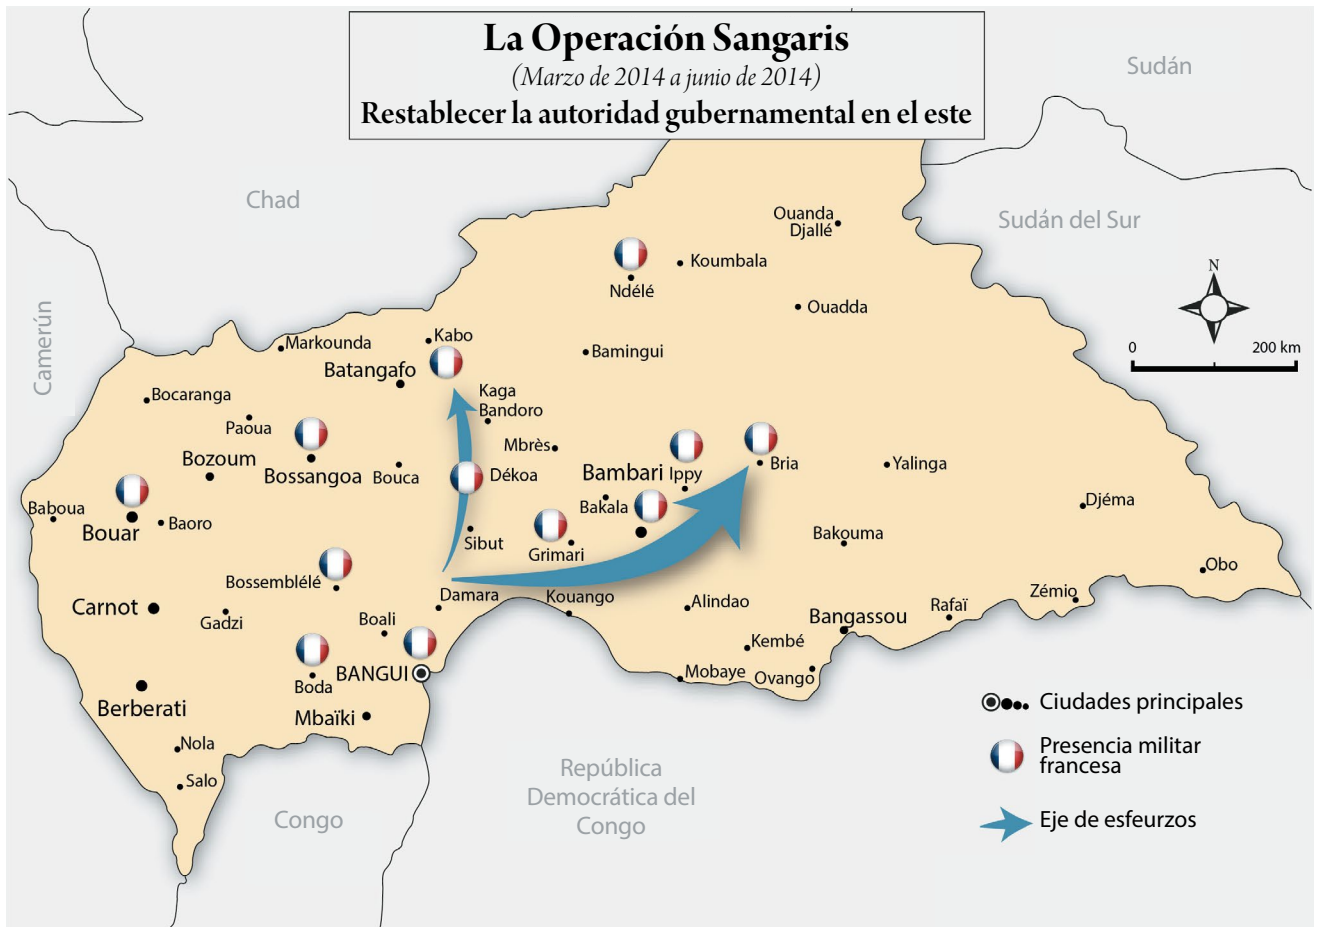 La Operación Sangaris
(Marzo de 2014 a junio de 2014)
Restablecer la autoridad gubernamental en el este
Sudán
Chad
Sudán del Sur
Camerún
N
0
200 km
Ouanda
Djallé
Koumbala
Ndélé
Ouadda
Kabo
Markounda
Bamingui
Batangafo
Kaga
Bandoro
Bocaranga
Paoua
Mbrès
Bozoum
Bossangoa
Bouca
Dékoa
Bambari
Ippy
Bria
Yalinga
Baboua
Bouar
Baoro
Bakala
Djéma
Sibut
Grimari
Bakouma
Obo
Bossemblélé
Damara
Kouango
Alindao
Zémio
Rafaï
Carnot
Gadzi
Boali
Bangassou
Kembé
BANGUI
Mobaye
Ovango
Boda
Berberati
Mbaïki
Nola
Salo
Congo
República
Democrática del
Congo
Ciudades principales
Presencia militar
francesa
Eje de esfeurzos